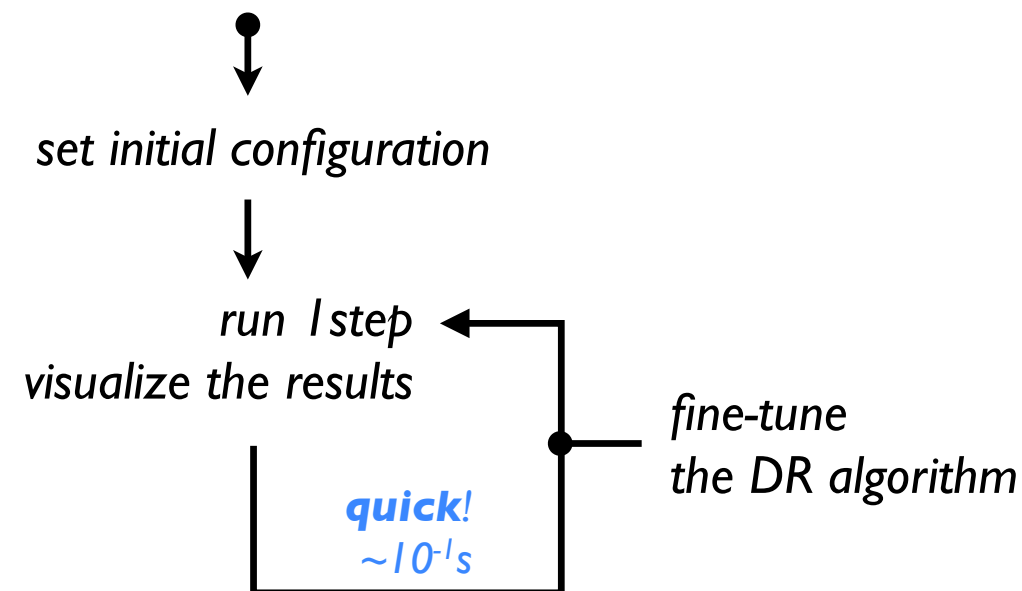 set initial configuration
run 1step
visualize the results
fine-tune
the DR algorithm
quick!
~10⁻¹s